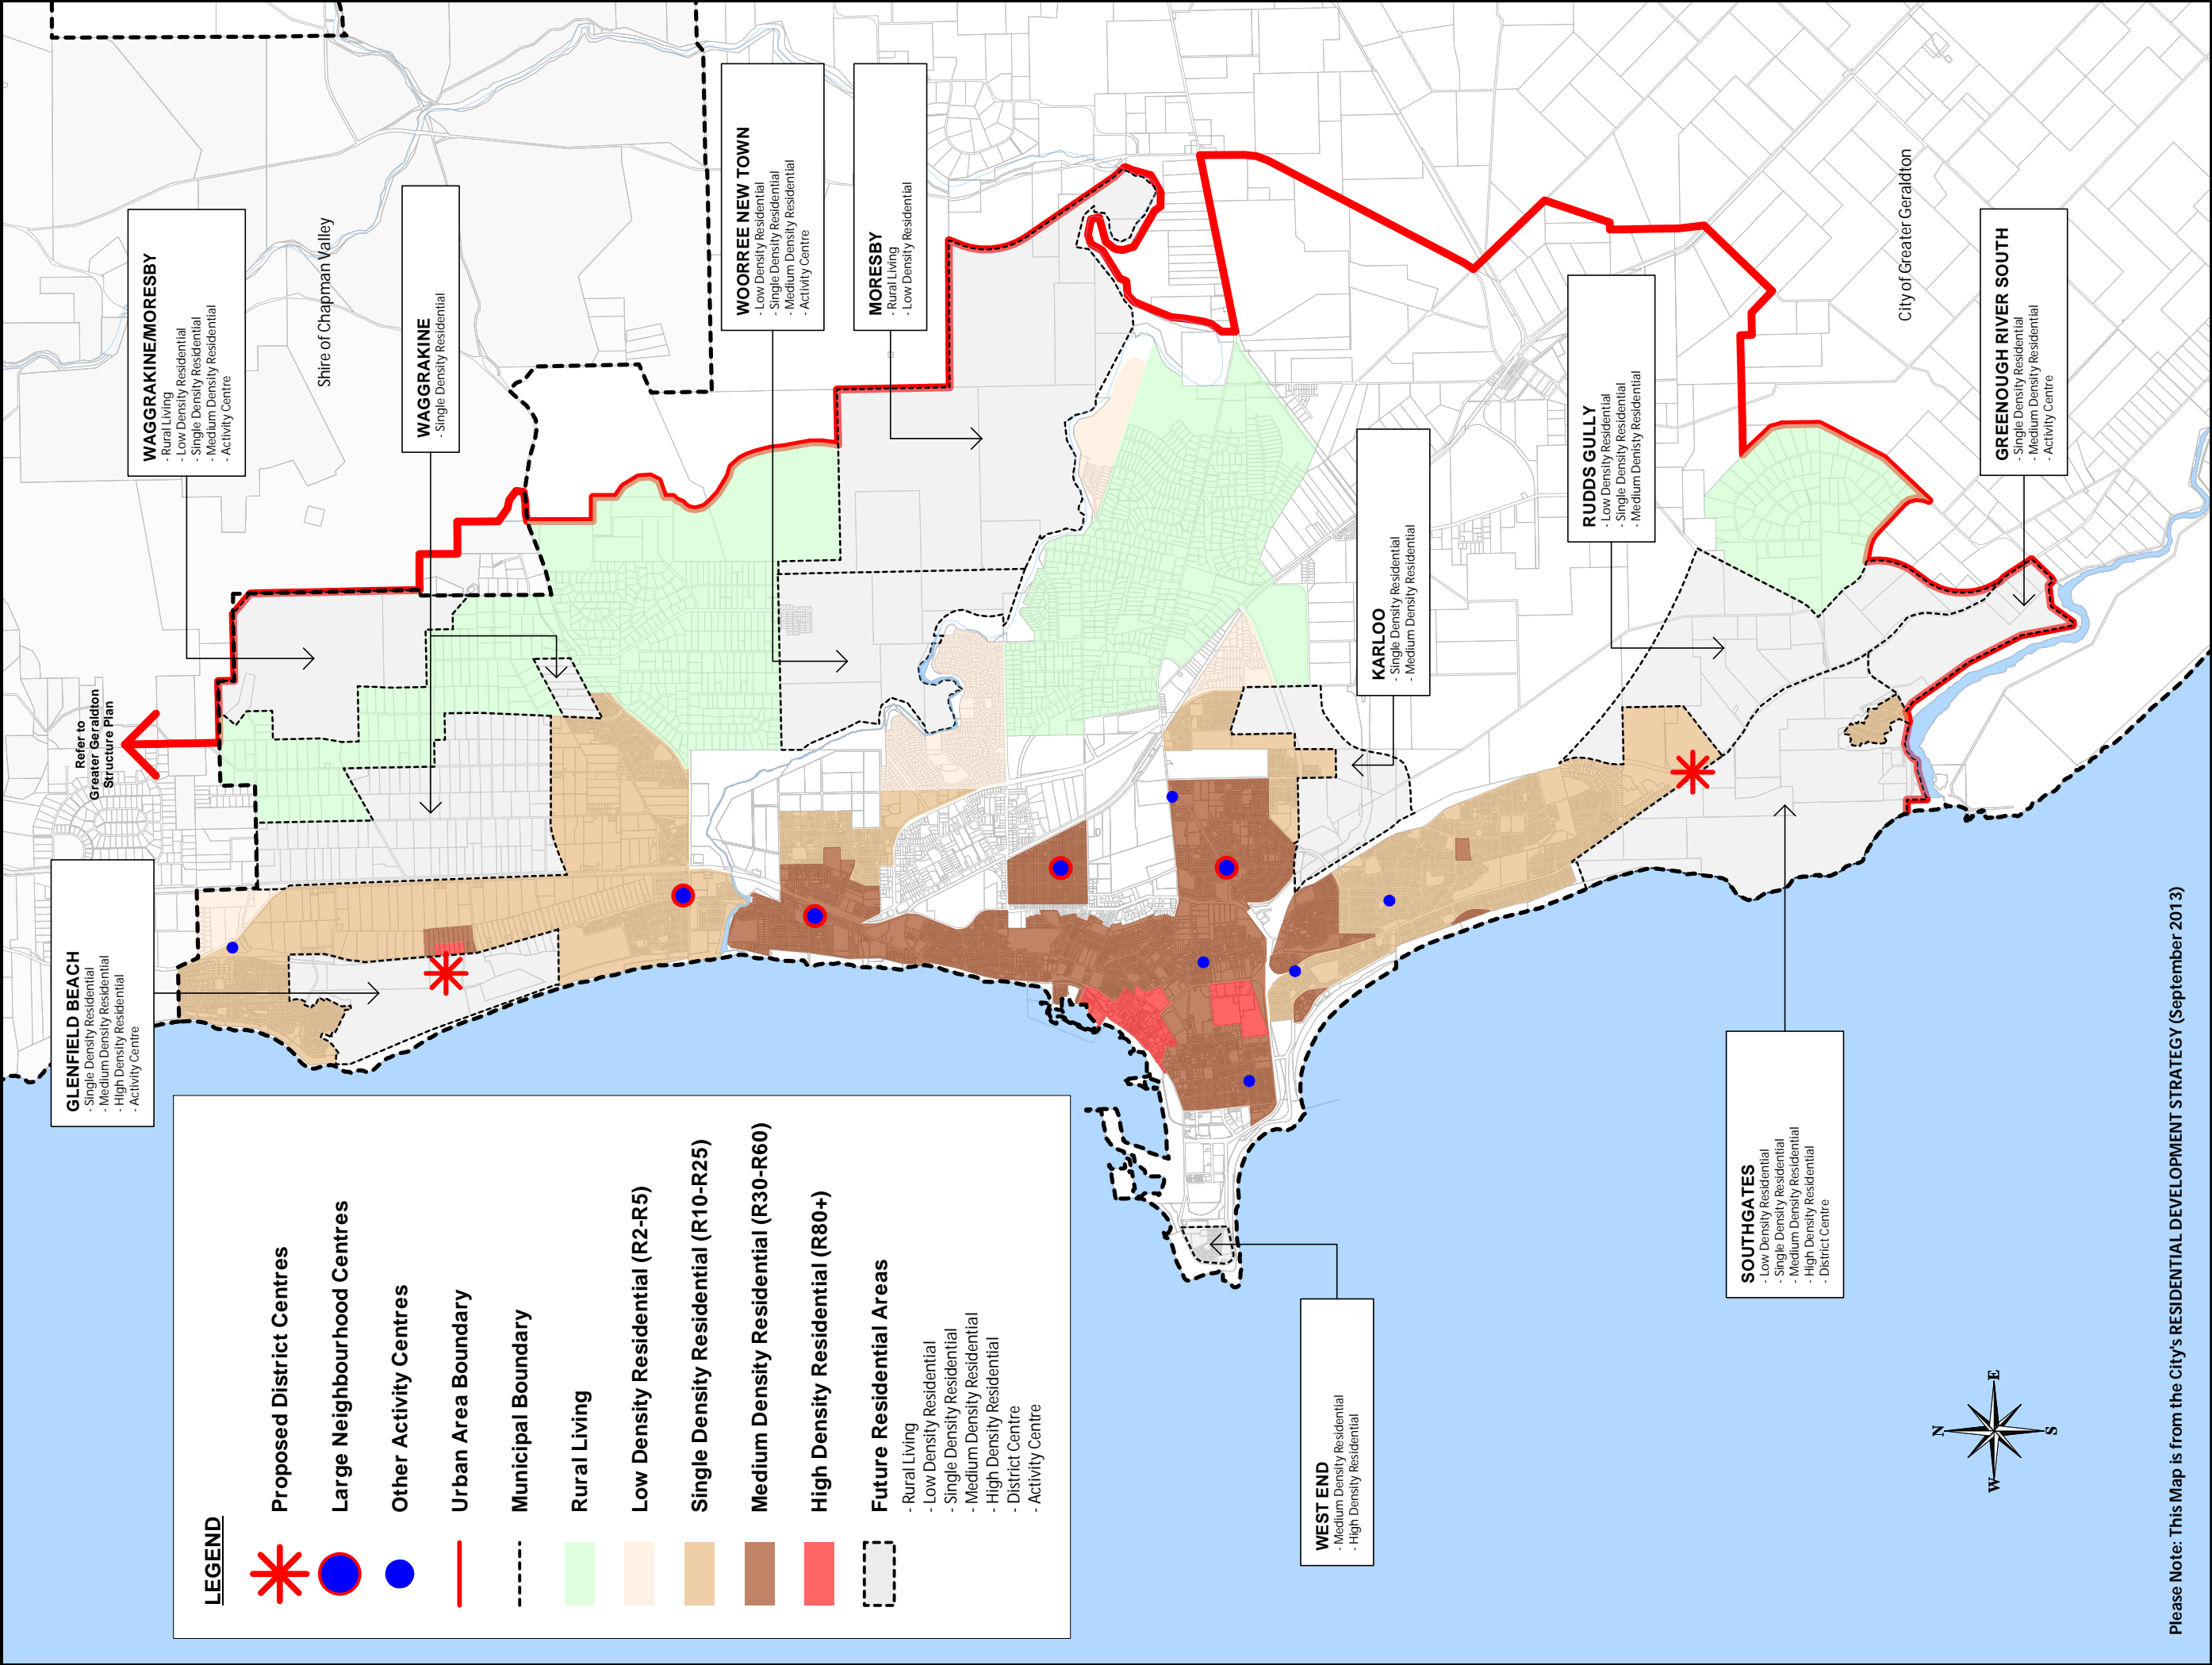 WAGGRAKINE/MORESBY
- Rural Living
- Low Density Residential
- Single Density Residential
- Medium Density Residential
- Activity Centre
Shire of Chapman Valley
WAGGRAKINE
- Single Density Residential
WOORREE NEW TOWN
- Low Density Residential
- Single Density Residential
- Medium Density Residential
- Activity Centre
MORESBY
- Rural Living
- Low Density Residential
Refer to
Greater Geraldton
Structure Plan
KARLOO
- Single Density Residential
- Medium Density Residential
RUDDS GULLY
- Low Density Residential
- Single Density Residential
- Medium Denisty Residential
City of Greater Geraldton
GREENOUGH RIVER SOUTH
- Single Density Residential
- Medium Density Residential
- Activity Centre
GLENFIELD BEACH
- Single Density Residential
- Medium Density Residential
- HIgh Density Residential
- Activity Centre
LEGEND
Proposed District Centres
Large Neighbourhood Centres
Other Activity Centres
Urban Area Boundary
Municipal Boundary
Rural Living
Low Density Residential (R2-R5)
Single Density Residential (R10-R25)
Medium Density Residential (R30-R60)
High Density Residential (R80+)
Future Residential Areas
- Rural Living
- Low Density Residential
- Single Density Residential
- Medium Density Residential
- High Density Residential
- District Centre
- Activity Centre
WEST END
- Medium Density Residential
- High Density Residential
SOUTHGATES
- Low Density Residential
- Single Density Residential
- Medium Density Residential
- High Density Residential
- District Centre
N
W
E
S
Please Note: This Map is from the City's RESIDENTIAL DEVELOPMENT STRATEGY (September 2013)